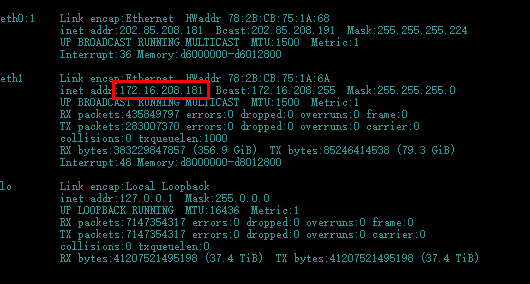 eth0:1 Link encap:Ethernet HWaddr 78:2B:CB:75:1A:68
inet addr:202.85.208.181 Bcast:202.85.208.191 Mask:255.255.255.224
UP BROADCAST RUNNING MULTICAST MTU:1500 Metric:1
Interrupt:36 Memory:d6000000-d6012800
eth1 Link encap:Ethernet HWaddr 78:2B:CB:75:1A:6A
inet addr:172.16.208.181 Bcast:172.16.208.255 Mask:255.255.255.0
UP BROADCAST RUNNING MULTICAST MTU:1500 Metric:1
RX packets:435849797 errors:0 dropped:0 overruns:0 frame:0
TX packets:283007370 errors:0 dropped:0 overruns:0 carrier:0
collisions:0 txqueuelen:1000
RX bytes:383229847857 (356.9 GiB) TX bytes:85246414538 (79.3 GiB)
Interrupt:48 Memory:d8000000-d8012800
lo Link encap:Local Loopback
inet addr:127.0.0.1 Mask:255.0.0.0
UP LOOPBACK RUNNING MTU:16436 Metric:1
RX packets:7147354317 errors:0 dropped:0 overruns:0 frame:0
TX packets:7147354317 errors:0 dropped:0 overruns:0 carrier:0
collisions:0 txqueuelen:0
RX bytes:41207521495198 (37.4 TiB) TX bytes:41207521495198 (37.4 TiB)